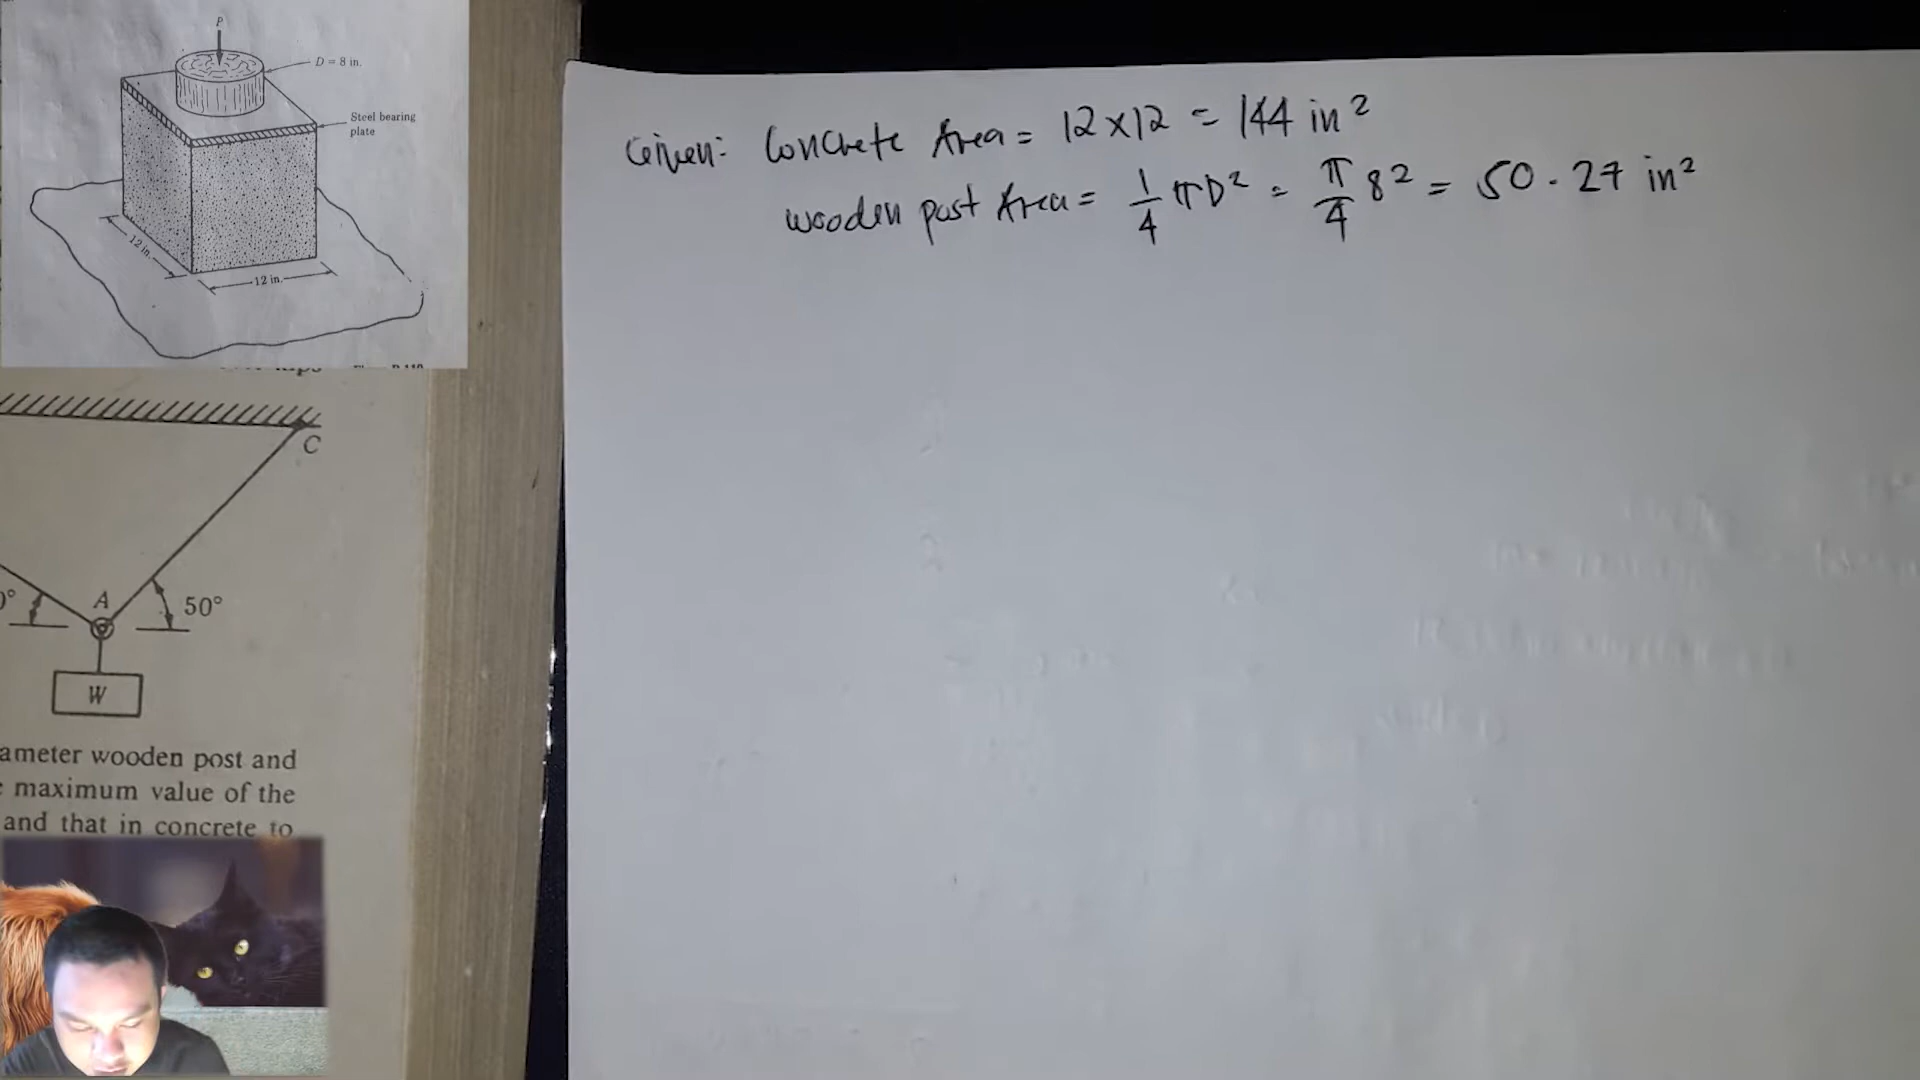 P
D = 8 in.
Steel bearing
plate
12 in.
12 in.
C
A
50°
W
ameter wooden post and
maximum value of the
and that in concrete to
Given: Concrete Area = 12 x 12 = 144 in²
wooden post Area = 1/4 πD² = π/4 8² = 50.27 in²